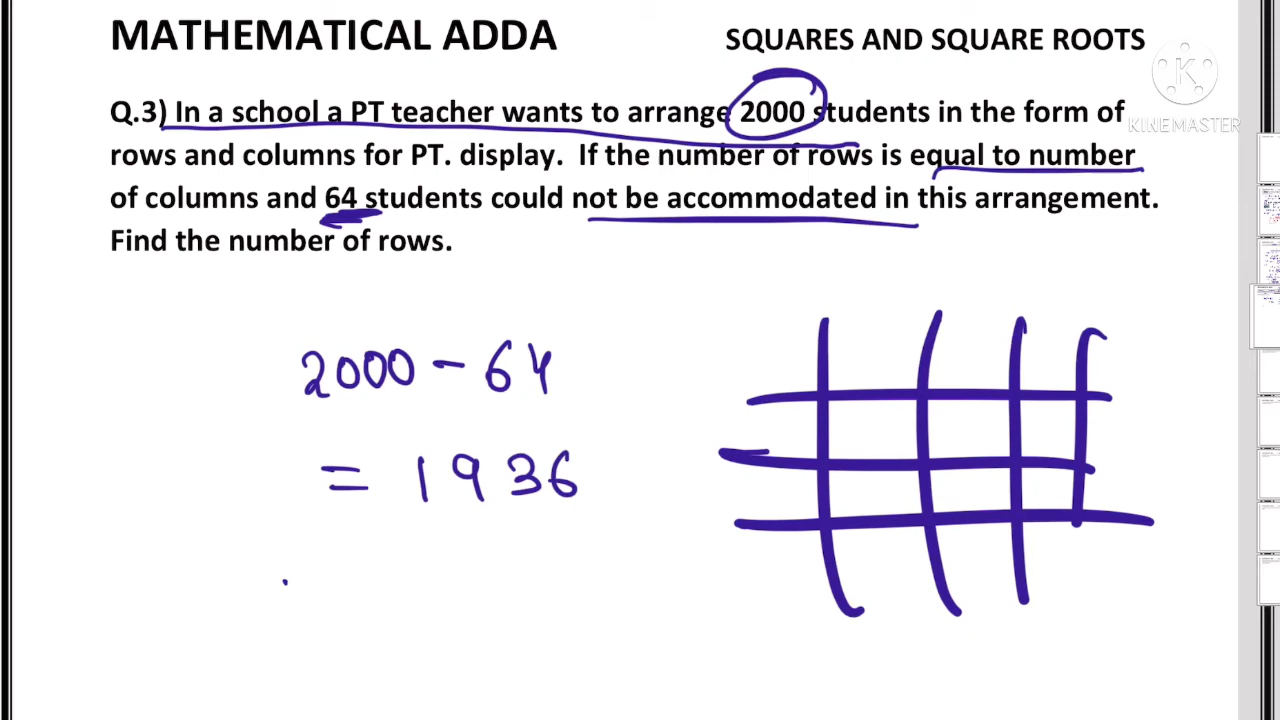 MATHEMATICAL ADDA
SQUARES AND SQUARE ROOTS
Q.3) In a school a PT teacher wants to arrange 2000 students in the form of
rows and columns for PT. display. If the number of rows is equal to number
of columns and 64 students could not be accommodated in this arrangement.
Find the number of rows.
2000 - 64
= 1936
K
KINEMASTER